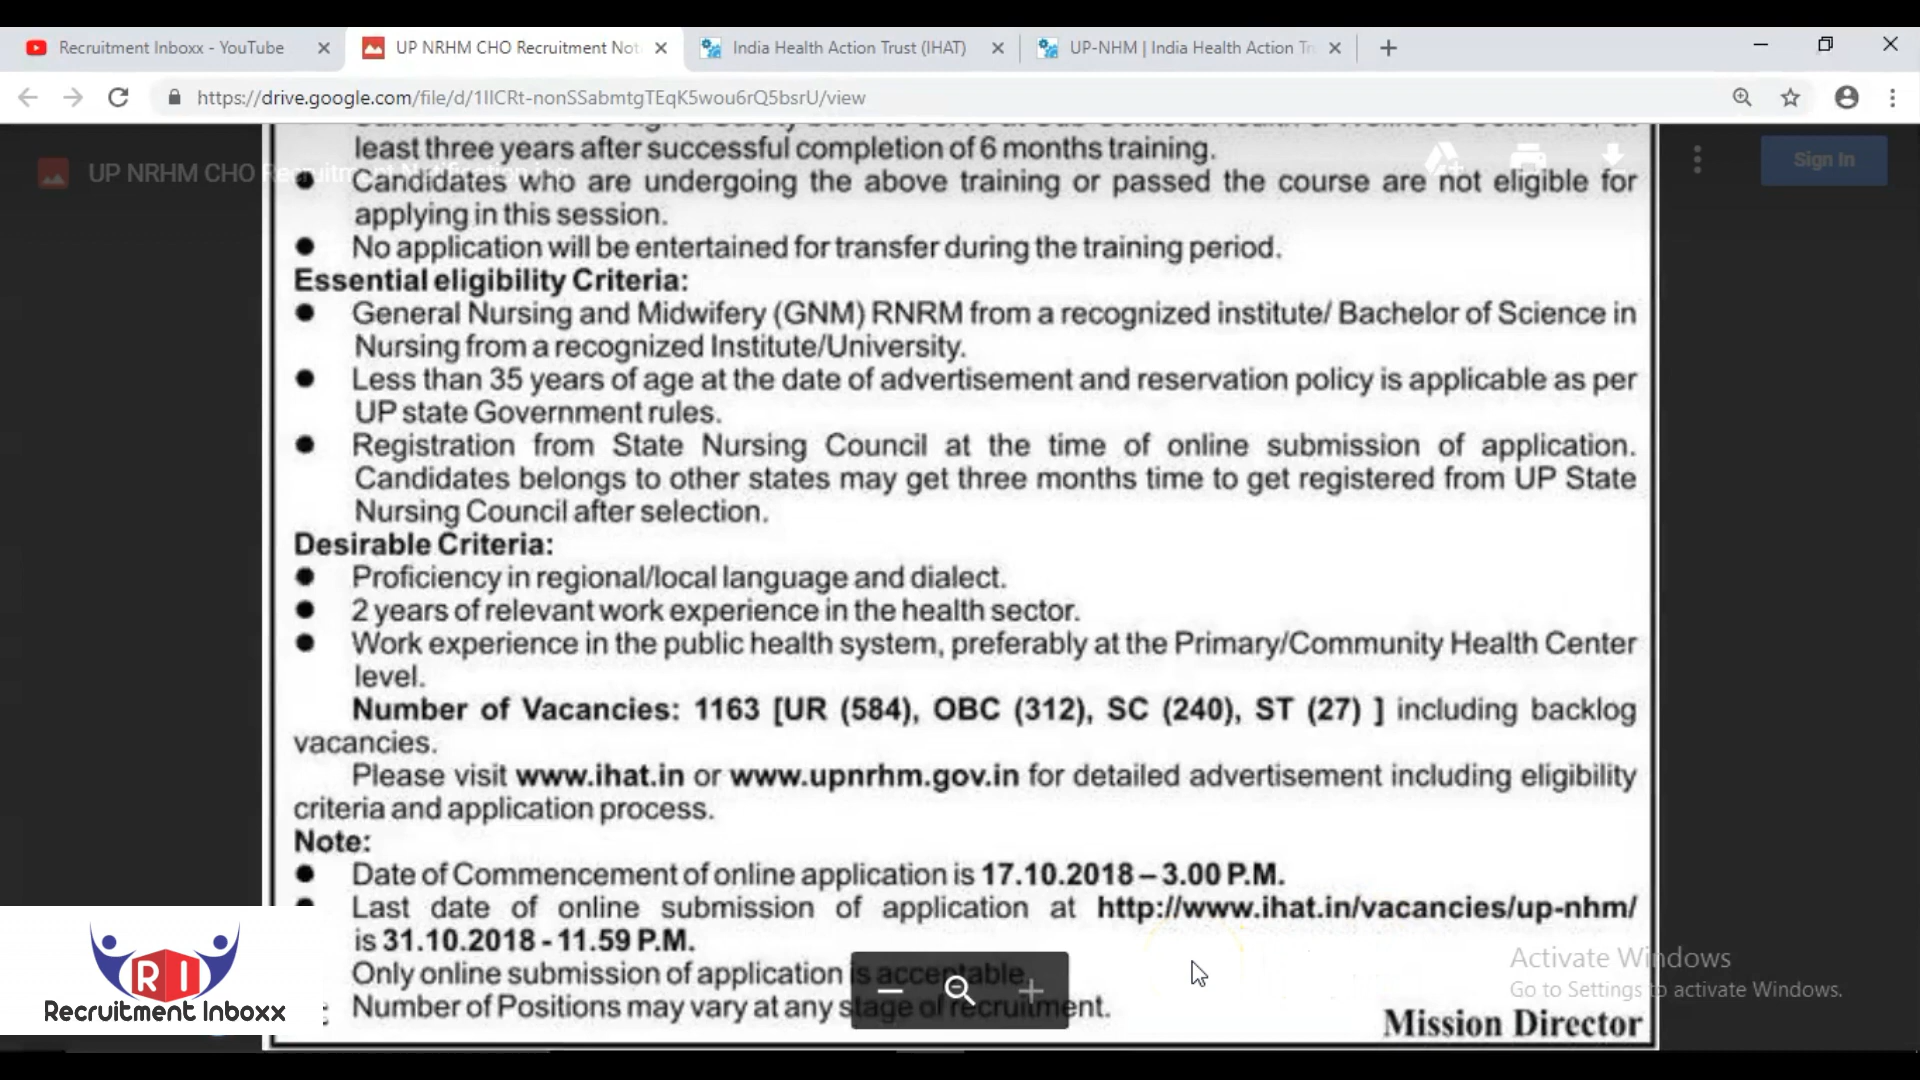 Recruitment Inboxx - YouTube
UP NRHM CHO Recruitment Not
India Health Action Trust (IHAT)
UP-NHM | India Health Action Tr
https://drive.google.com/file/d/1IICRt-nonSSabmtgTEqK5wou6rQ5bsrU/view
UP NRHM CHO Recruitment Notification.jpg
Sign In
least three years after successful completion of 6 months training.
● Candidates who are undergoing the above training or passed the course are not eligible for
applying in this session.
● No application will be entertained for transfer during the training period.
Essential eligibility Criteria:
● General Nursing and Midwifery (GNM) RNRM from a recognized institute/ Bachelor of Science in
Nursing from a recognized Institute/University.
● Less than 35 years of age at the date of advertisement and reservation policy is applicable as per
UP state Government rules.
● Registration from State Nursing Council at the time of online submission of application.
Candidates belongs to other states may get three months time to get registered from UP State
Nursing Council after selection.
Desirable Criteria:
● Proficiency in regional/local language and dialect.
● 2 years of relevant work experience in the health sector.
● Work experience in the public health system, preferably at the Primary/Community Health Center
level.
Number of Vacancies: 1163 [UR (584), OBC (312), SC (240), ST (27) ] including backlog
vacancies.
Please visit www.ihat.in or www.upnrhm.gov.in for detailed advertisement including eligibility
criteria and application process.
Note:
● Date of Commencement of online application is 17.10.2018 – 3.00 P.M.
● Last date of online submission of application at http://www.ihat.in/vacancies/up-nhm/
is 31.10.2018 - 11.59 P.M.
Only online submission of application is acceptable.
Number of Positions may vary at any stage of recruitment.
Mission Director
RI
Recruitment Inboxx
Activate Windows
Go to Settings to activate Windows.